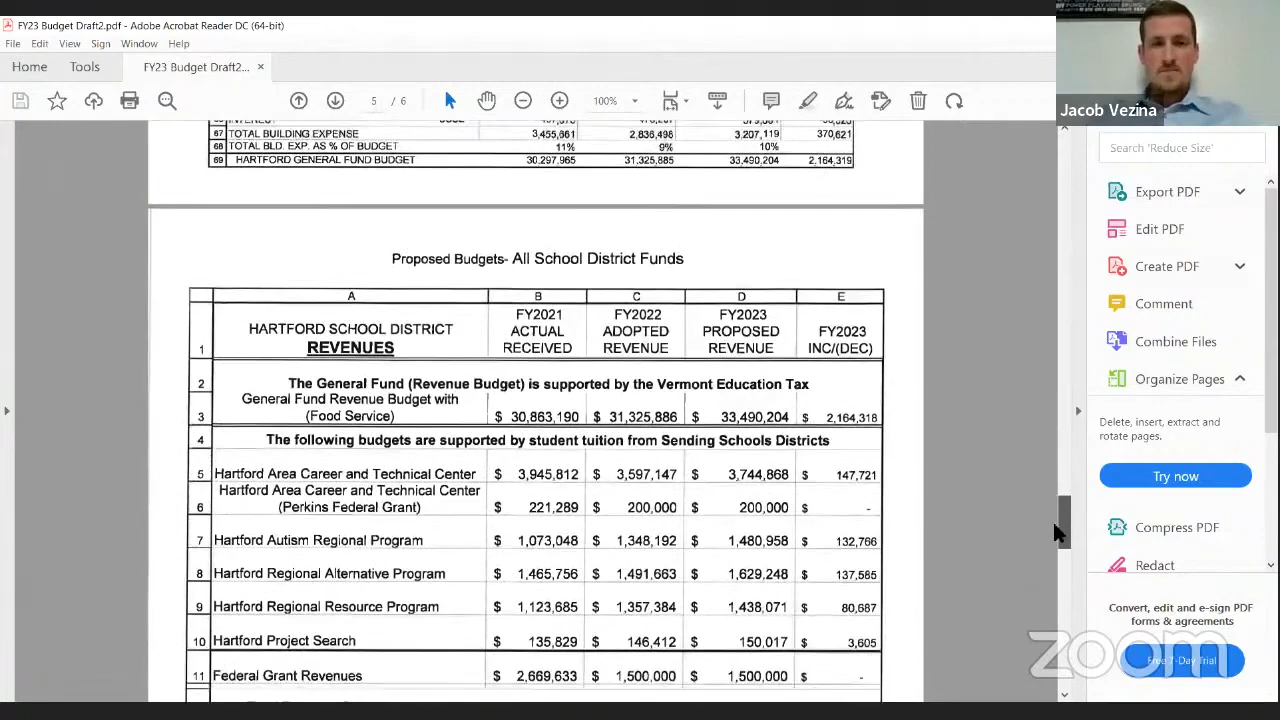 FY23 Budget Draft2.pdf - Adobe Acrobat Reader DC (64-bit)
File Edit View Sign Window Help
Home Tools FY23 Budget Draft2... ×
5 / 6 100%
67 TOTAL BUILDING EXPENSE 3,455,661 2,836,498 3,207,119 370,621
68 TOTAL BLD. EXP. AS % OF BUDGET 11% 9% 10%
69 HARTFORD GENERAL FUND BUDGET 30,297,965 31,325,885 33,490,204 2,164,319
Proposed Budgets- All School District Funds
A B C D E
1 HARTFORD SCHOOL DISTRICT REVENUES FY2021 ACTUAL RECEIVED FY2022 ADOPTED REVENUE FY2023 PROPOSED REVENUE FY2023 INC/(DEC)
2 The General Fund (Revenue Budget) is supported by the Vermont Education Tax
3 General Fund Revenue Budget with (Food Service) $ 30,863,190 $ 31,325,886 $ 33,490,204 $ 2,164,318
4 The following budgets are supported by student tuition from Sending Schools Districts
5 Hartford Area Career and Technical Center $ 3,945,812 $ 3,597,147 $ 3,744,868 $ 147,721
6 Hartford Area Career and Technical Center (Perkins Federal Grant) $ 221,289 $ 200,000 $ 200,000 $ -
7 Hartford Autism Regional Program $ 1,073,048 $ 1,348,192 $ 1,480,958 $ 132,766
8 Hartford Regional Alternative Program $ 1,465,756 $ 1,491,663 $ 1,629,248 $ 137,585
9 Hartford Regional Resource Program $ 1,123,685 $ 1,357,384 $ 1,438,071 $ 80,687
10 Hartford Project Search $ 135,829 $ 146,412 $ 150,017 $ 3,605
11 Federal Grant Revenues $ 2,669,633 $ 1,500,000 $ 1,500,000 $ -
Jacob Vezina
Search 'Reduce Size'
Export PDF
Edit PDF
Create PDF
Comment
Combine Files
Organize Pages
Delete, insert, extract and
rotate pages.
Try now
Compress PDF
Redact
Convert, edit and e-sign PDF
forms & agreements
Free 7-Day Trial
zoom